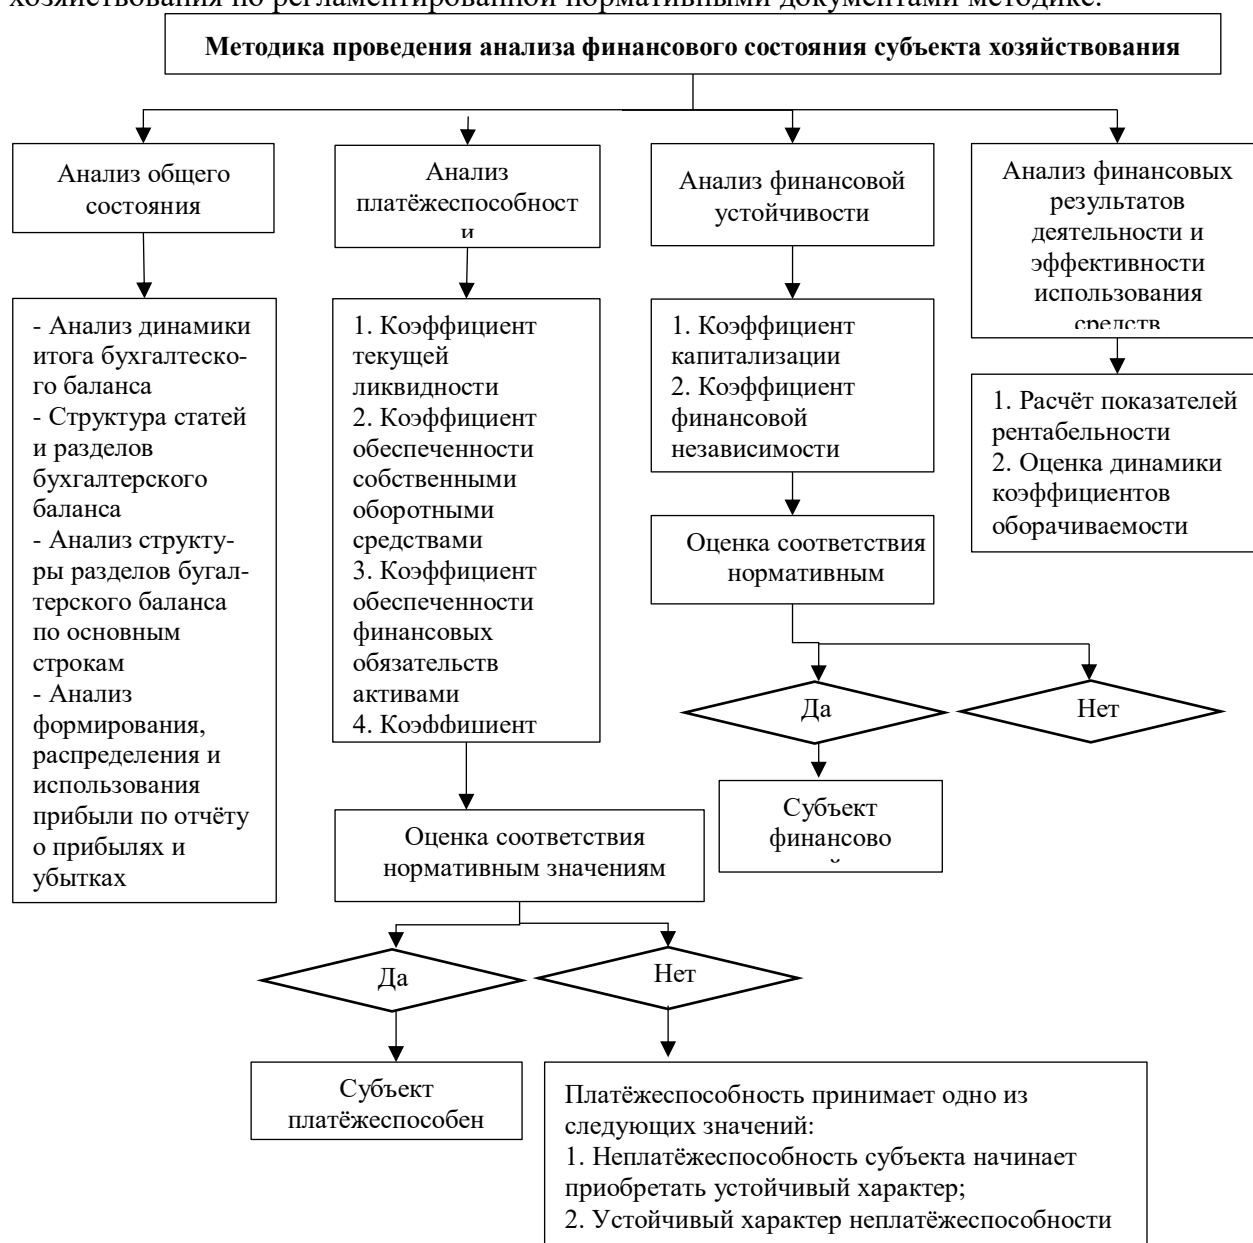 хозяйствования по регламентированной нормативными документами методике.
Методика проведения анализа финансового состояния субъекта хозяйствования
Анализ общего
состояния
Анализ
платёжеспособност
и
Анализ финансовой
устойчивости
Анализ финансовых
результатов
деятельности и
эффективности
использования
средств
- Анализ динамики
итога бухгалтеско-
го баланса
- Структура статей
и разделов
бухгалтерского
баланса
- Анализ структу-
ры разделов бугал-
терского баланса
по основным
строкам
- Анализ
формирования,
распределения и
использования
прибыли по отчёту
о прибылях и
убытках
1. Коэффициент
текущей
ликвидности
2. Коэффициент
обеспеченности
собственными
оборотными
средствами
3. Коэффициент
обеспеченности
финансовых
обязательств
активами
4. Коэффициент
1. Коэффициент
капитализации
2. Коэффициент
финансовой
независимости
1. Расчёт показателей
рентабельности
2. Оценка динамики
коэффициентов
оборачиваемости
Оценка соответствия
нормативным
Да
Нет
Субъект
финансово
Оценка соответствия
нормативным значениям
Да
Нет
Субъект
платёжеспособен
Платёжеспособность принимает одно из
следующих значений:
1. Неплатёжеспособность субъекта начинает
приобретать устойчивый характер;
2. Устойчивый характер неплатёжеспособности